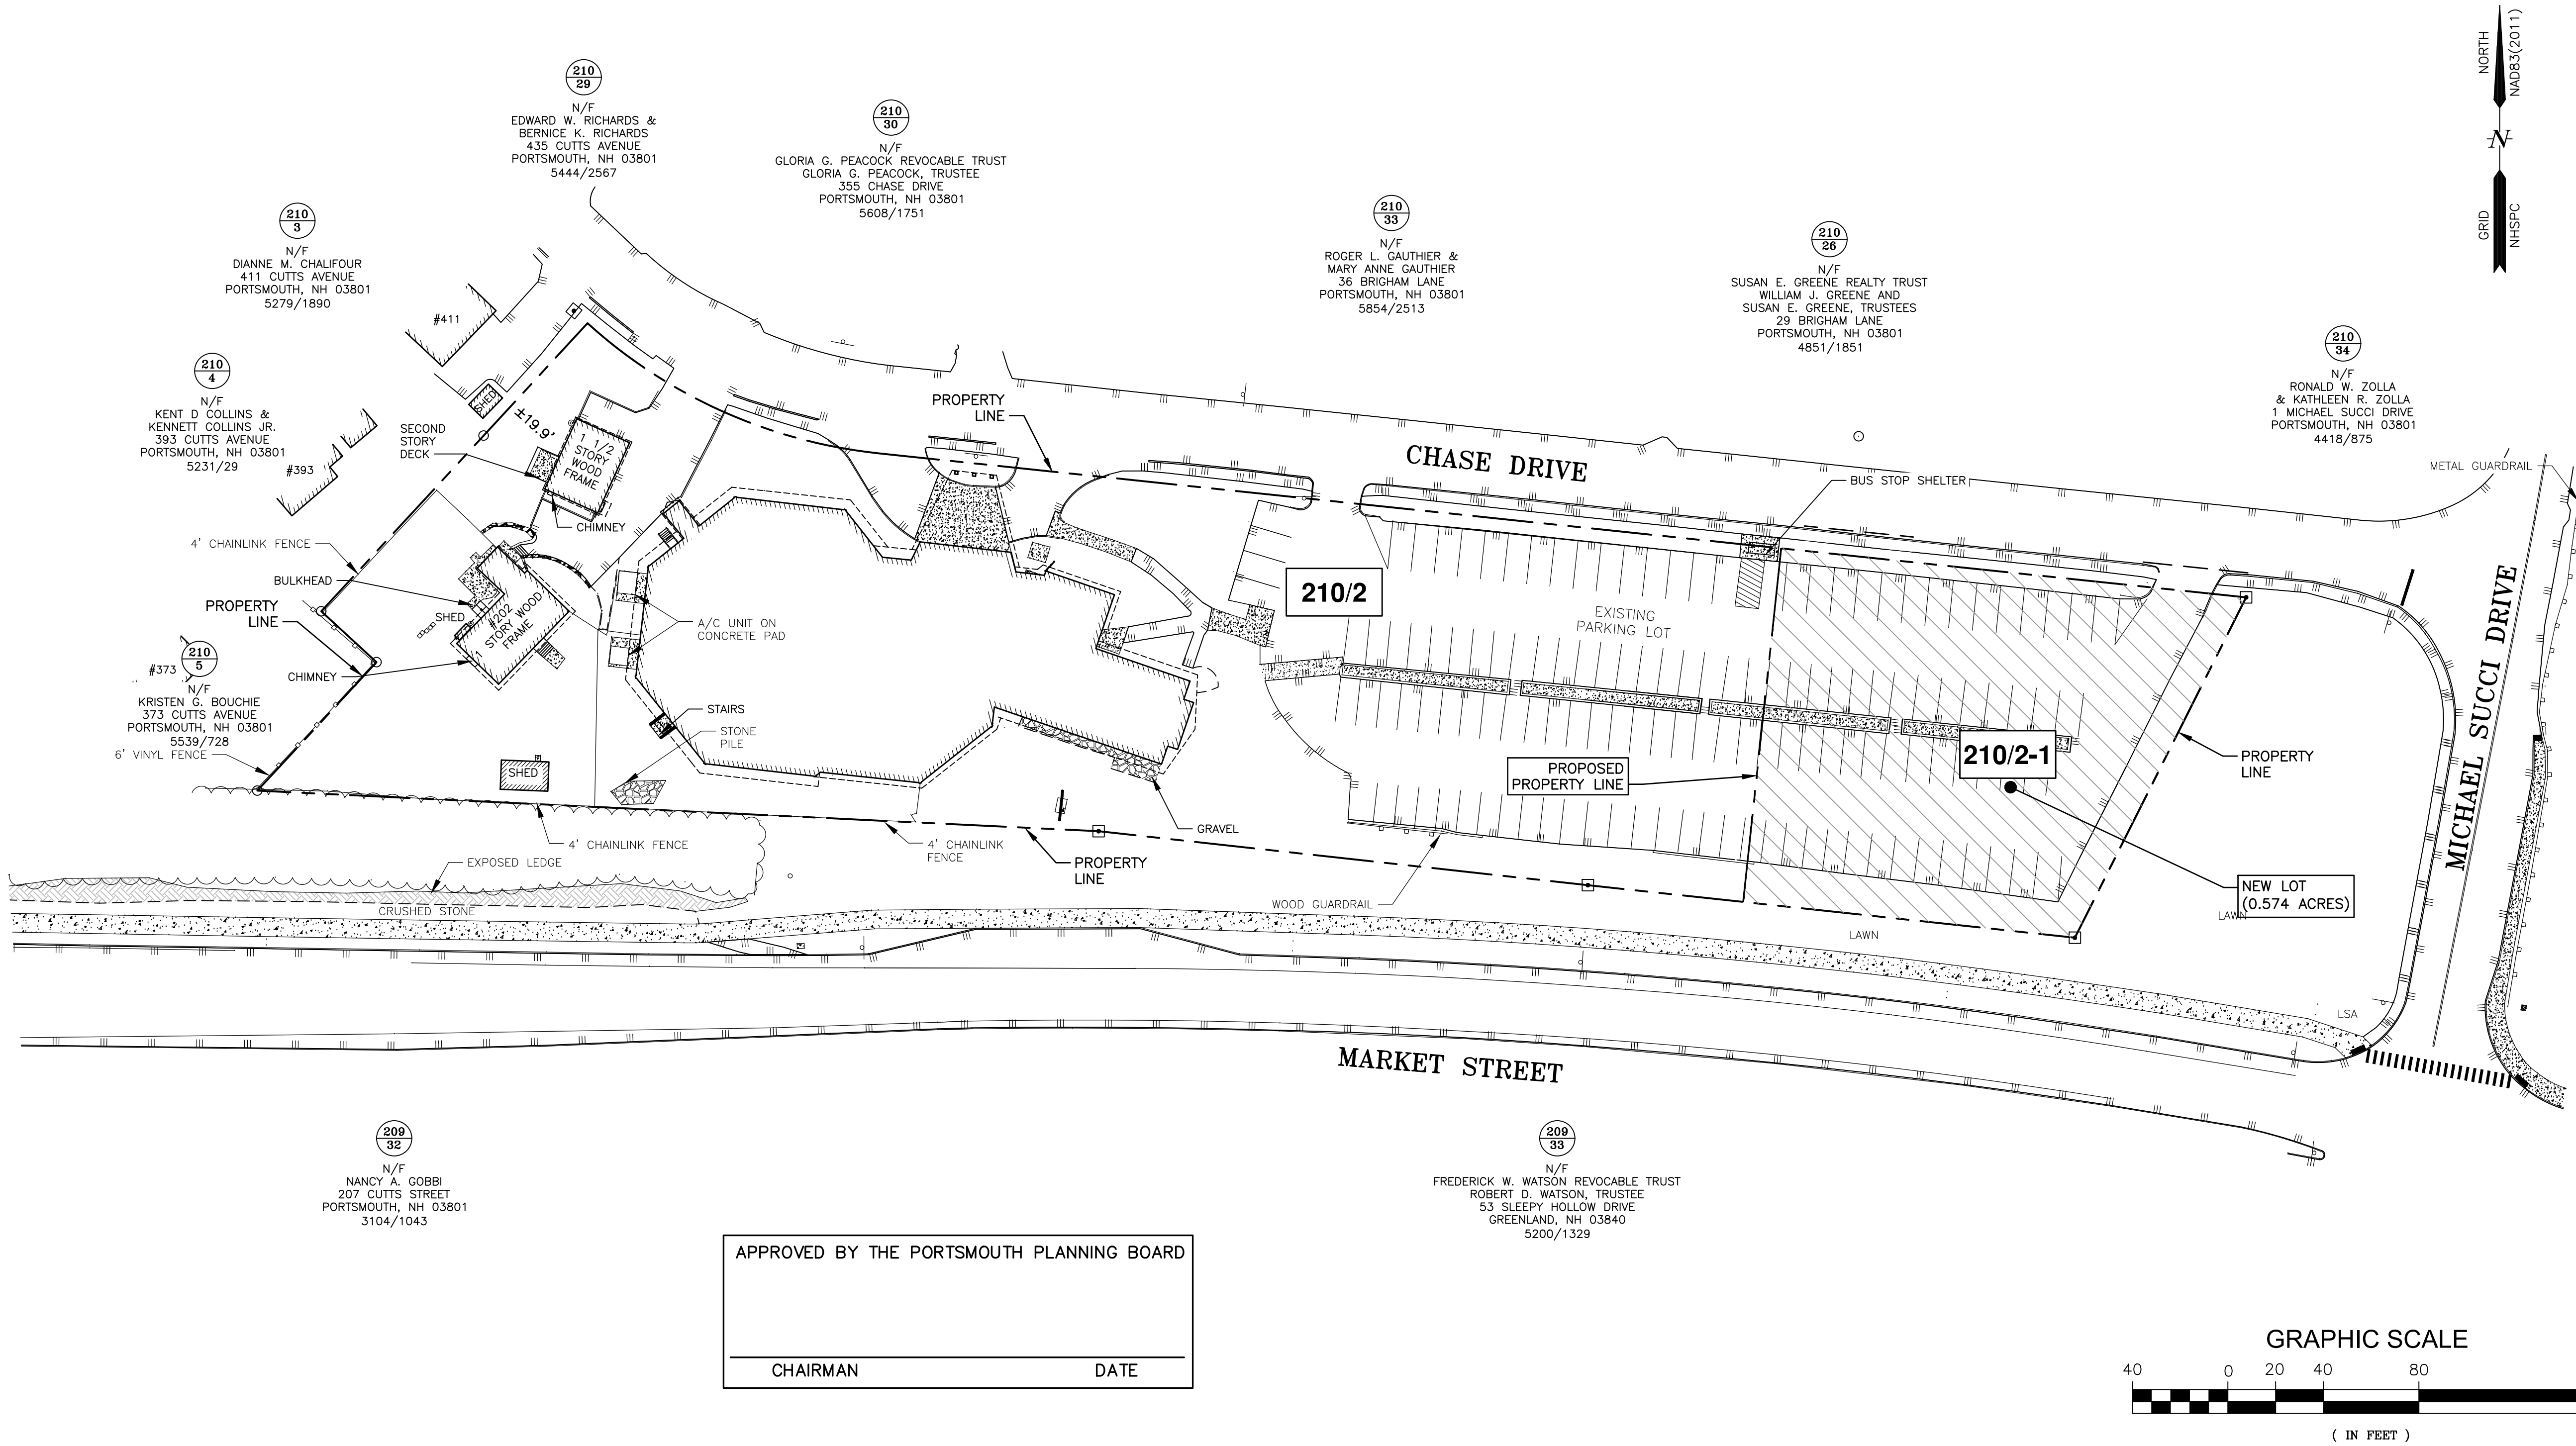 NORTH
NAD83(2011)
N
GRID
NHSPC
210
29
N/F
EDWARD W. RICHARDS &
BERNICE K. RICHARDS
435 CUTTS AVENUE
PORTSMOUTH, NH 03801
5444/2567
210
30
N/F
GLORIA G. PEACOCK REVOCABLE TRUST
GLORIA G. PEACOCK, TRUSTEE
355 CHASE DRIVE
PORTSMOUTH, NH 03801
5608/1751
210
33
N/F
ROGER L. GAUTHIER &
MARY ANNE GAUTHIER
36 BRIGHAM LANE
PORTSMOUTH, NH 03801
5854/2513
210
26
N/F
SUSAN E. GREENE REALTY TRUST
WILLIAM J. GREENE AND
SUSAN E. GREENE, TRUSTEES
29 BRIGHAM LANE
PORTSMOUTH, NH 03801
4851/1851
210
34
N/F
RONALD W. ZOLLA
& KATHLEEN R. ZOLLA
1 MICHAEL SUCCI DRIVE
PORTSMOUTH, NH 03801
4418/875
210
3
N/F
DIANNE M. CHALIFOUR
411 CUTTS AVENUE
PORTSMOUTH, NH 03801
5279/1890
#411
210
4
N/F
KENT D COLLINS &
KENNETT COLLINS JR.
393 CUTTS AVENUE
PORTSMOUTH, NH 03801
5231/29
#393
SHED
±19.9'
SECOND
STORY
DECK
1 1/2
STORY
WOOD
FRAME
CHIMNEY
PROPERTY
LINE
CHASE DRIVE
BUS STOP SHELTER
METAL GUARDRAIL
4' CHAINLINK FENCE
BULKHEAD
PROPERTY
LINE
SHED
#202
1 STORY WOOD
FRAME
CHIMNEY
A/C UNIT ON
CONCRETE PAD
210/2
EXISTING
PARKING LOT
MICHAEL SUCCI DRIVE
#373
210
5
N/F
KRISTEN G. BOUCHIE
373 CUTTS AVENUE
PORTSMOUTH, NH 03801
5539/728
6' VINYL FENCE
STAIRS
STONE
PILE
SHED
PROPOSED
PROPERTY LINE
210/2-1
PROPERTY
LINE
GRAVEL
4' CHAINLINK FENCE
4' CHAINLINK
FENCE
PROPERTY
LINE
EXPOSED LEDGE
CRUSHED STONE
WOOD GUARDRAIL
LAWN
NEW LOT
(0.574 ACRES)
LAWN
LSA
MARKET STREET
209
32
N/F
NANCY A. GOBBI
207 CUTTS STREET
PORTSMOUTH, NH 03801
3104/1043
209
33
N/F
FREDERICK W. WATSON REVOCABLE TRUST
ROBERT D. WATSON, TRUSTEE
53 SLEEPY HOLLOW DRIVE
GREENLAND, NH 03840
5200/1329
APPROVED BY THE PORTSMOUTH PLANNING BOARD
CHAIRMAN DATE
GRAPHIC SCALE
40 0 20 40 80
( IN FEET )